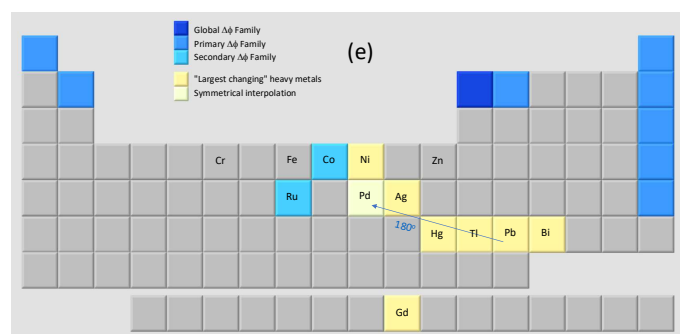 Global Δϕ Family
Primary Δϕ Family
Secondary Δϕ Family
"Largest changing" heavy metals
Symmetrical interpolation
(e)
Cr Fe Co Ni Zn
Ru Pd Ag
180º
Hg Tl Pb Bi
Gd